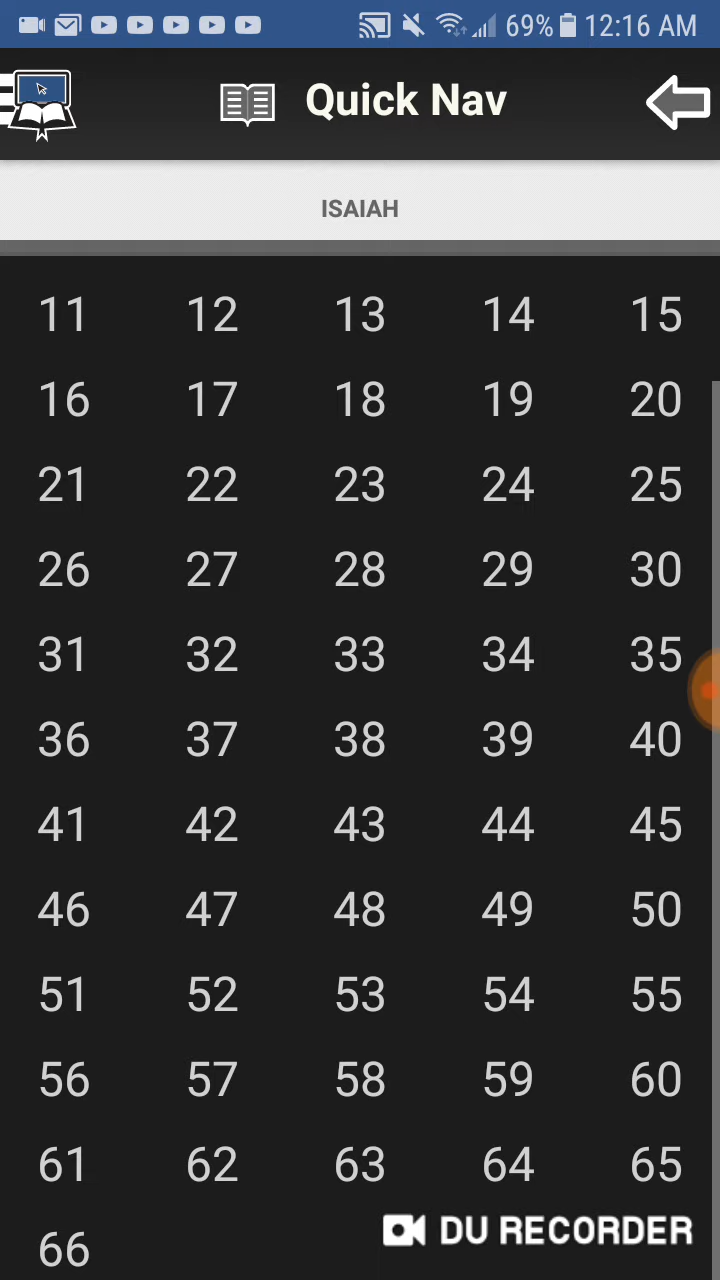 69% 12:16 AM
Quick Nav
ISAIAH
11 12 13 14 15
16 17 18 19 20
21 22 23 24 25
26 27 28 29 30
31 32 33 34 35
36 37 38 39 40
41 42 43 44 45
46 47 48 49 50
51 52 53 54 55
56 57 58 59 60
61 62 63 64 65
66
DU RECORDER